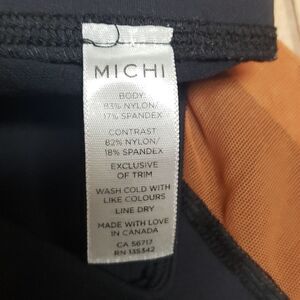 MICHI
BODY:
83% NYLON/
17% SPANDEX
CONTRAST:
82% NYLON/
18% SPANDEX
EXCLUSIVE
OF TRIM
WASH COLD WITH
LIKE COLOURS
LINE DRY
MADE WITH LOVE
IN CANADA
CA 56717
RN 135342